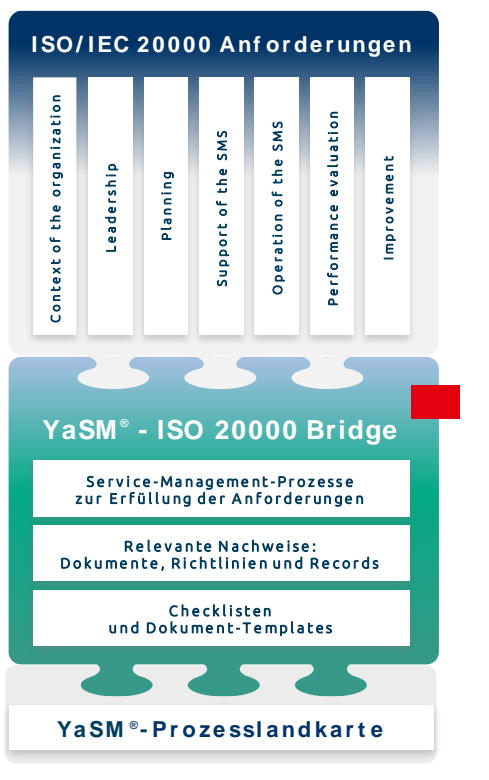 ISO/IEC 20000 Anforderungen
Context of the organization
Leadership
Planning
Support of the SMS
Operation of the SMS
Performance evaluation
Improvement
YaSM® - ISO 20000 Bridge
Service-Management-Prozesse
zur Erfüllung der Anforderungen
Relevante Nachweise:
Dokumente, Richtlinien und Records
Checklisten
und Dokument-Templates
YaSM®-Prozesslandkarte